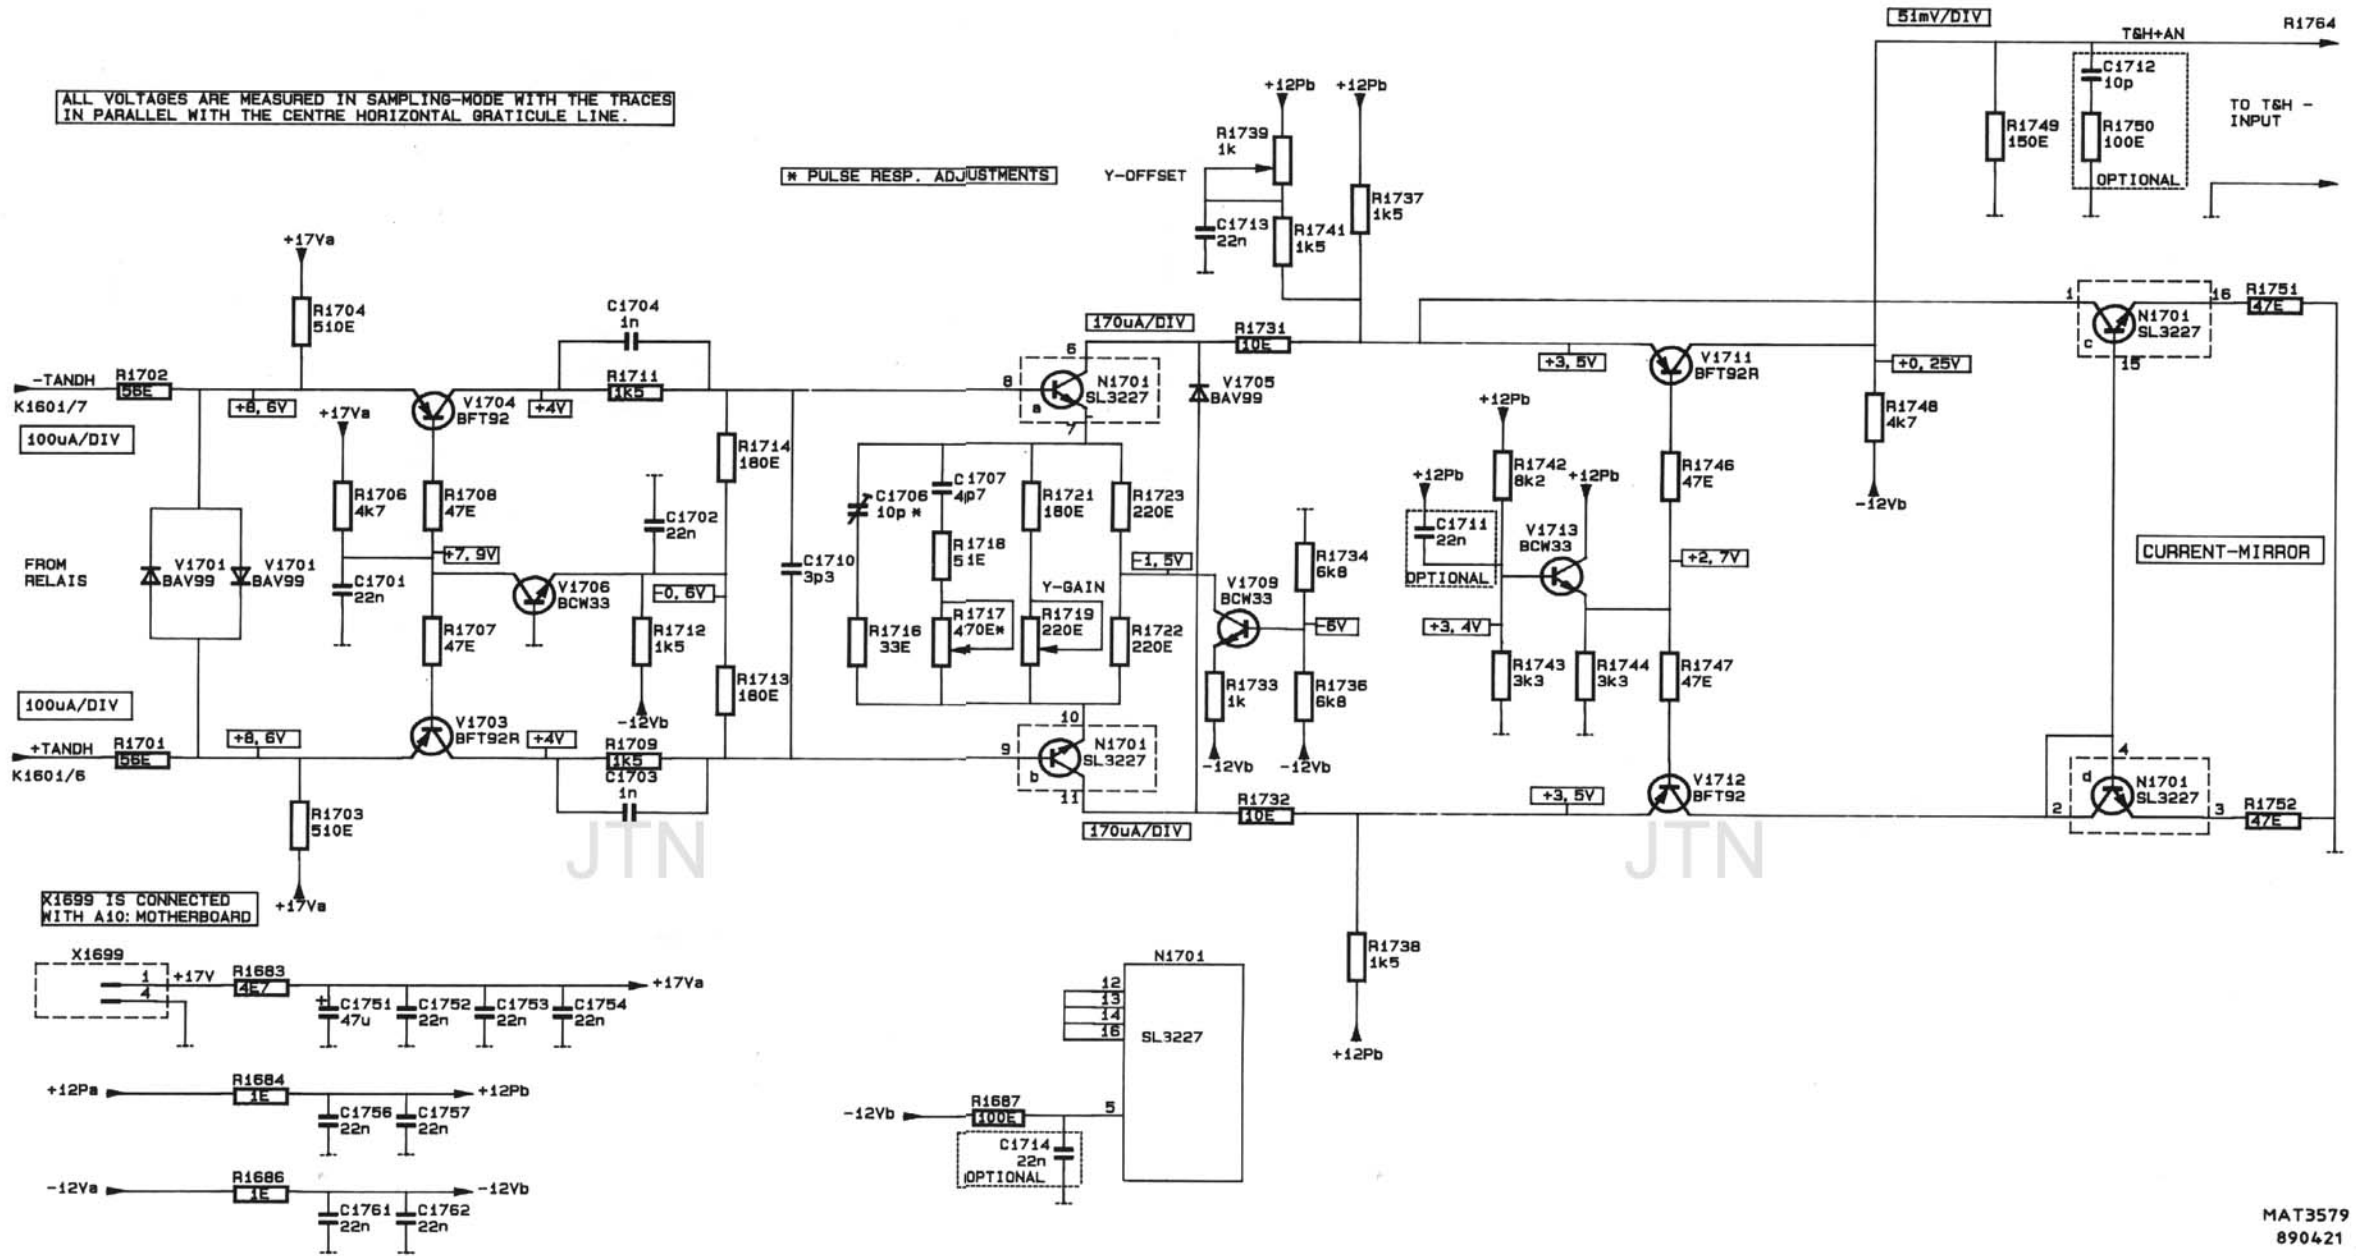 51mV/DIV
T&H+AN
R1764
C1712
10p
R1749
150E
R1750
100E
OPTIONAL
TO T&H -
INPUT
ALL VOLTAGES ARE MEASURED IN SAMPLING-MODE WITH THE TRACES
IN PARALLEL WITH THE CENTRE HORIZONTAL GRATICULE LINE.
* PULSE RESP. ADJUSTMENTS
+12Pb
+12Pb
R1739
1k
Y-OFFSET
C1713
22n
R1741
1k5
R1737
1k5
+17Va
R1704
510E
C1704
1n
-TANDH
K1601/7
R1702
56E
100uA/DIV
+8, 6V
+17Va
V1704
BFT92
+4V
R1711
1k5
R1714
180E
R1706
4k7
R1708
47E
C1702
22n
+7, 9V
FROM
RELAIS
V1701
BAV99
V1701
BAV99
C1701
22n
V1706
BCW33
-0, 6V
R1707
47E
R1712
1k5
R1713
180E
-12Vb
C1710
3p3
100uA/DIV
+TANDH
K1601/6
R1701
56E
+8, 6V
V1703
BFT92R
+4V
R1709
1k5
C1703
1n
R1703
510E
+17Va
170uA/DIV
6
8
a
7
N1701
SL3227
R1731
10E
V1705
BAV99
C1706
10p *
C1707
4p7
R1718
51E
R1721
180E
R1723
220E
Y-GAIN
R1716
33E
R1717
470E*
R1719
220E
R1722
220E
-1, 5V
V1709
BCW33
R1734
6k8
-6V
R1733
1k
R1736
6k8
-12Vb
-12Vb
10
9
b
11
N1701
SL3227
170uA/DIV
R1732
10E
+3, 5V
V1711
BFT92R
+0, 25V
R1748
4k7
-12Vb
+12Pb
R1742
8k2
+12Pb
+12Pb
C1711
22n
OPTIONAL
V1713
BCW33
R1746
47E
+2, 7V
+3, 4V
R1743
3k3
R1744
3k3
R1747
47E
+3, 5V
V1712
BFT92
1
16
c
15
N1701
SL3227
R1751
47E
CURRENT-MIRROR
4
d
2
3
N1701
SL3227
R1752
47E
R1738
1k5
+12Pb
JTN
JTN
X1699 IS CONNECTED
WITH A10: MOTHERBOARD
X1699
1
4
+17V
R1683
4E7
+17Va
C1751
47u
C1752
22n
C1753
22n
C1754
22n
+12Pa
R1684
1E
+12Pb
C1756
22n
C1757
22n
-12Va
R1686
1E
-12Vb
C1761
22n
C1762
22n
N1701
12
13
14
16
SL3227
-12Vb
R1687
100E
5
C1714
22n
OPTIONAL
MAT3579
890421